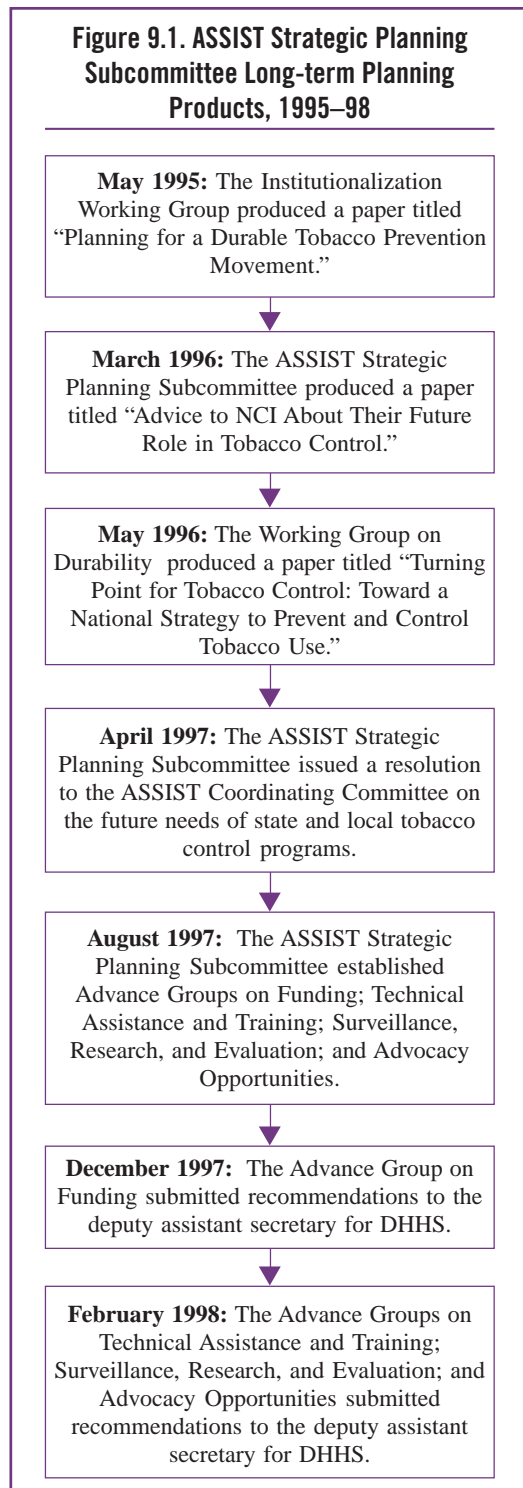 Figure 9.1. ASSIST Strategic Planning
Subcommittee Long-term Planning
Products, 1995–98
May 1995: The Institutionalization
Working Group produced a paper titled
“Planning for a Durable Tobacco Prevention
Movement.”
March 1996: The ASSIST Strategic
Planning Subcommittee produced a paper
titled “Advice to NCI About Their Future
Role in Tobacco Control.”
May 1996: The Working Group on
Durability produced a paper titled “Turning
Point for Tobacco Control: Toward a
National Strategy to Prevent and Control
Tobacco Use.”
April 1997: The ASSIST Strategic
Planning Subcommittee issued a resolution
to the ASSIST Coordinating Committee on
the future needs of state and local tobacco
control programs.
August 1997: The ASSIST Strategic
Planning Subcommittee established
Advance Groups on Funding; Technical
Assistance and Training; Surveillance,
Research, and Evaluation; and Advocacy
Opportunities.
December 1997: The Advance Group on
Funding submitted recommendations to the
deputy assistant secretary for DHHS.
February 1998: The Advance Groups on
Technical Assistance and Training;
Surveillance, Research, and Evaluation; and
Advocacy Opportunities submitted
recommendations to the deputy assistant
secretary for DHHS.